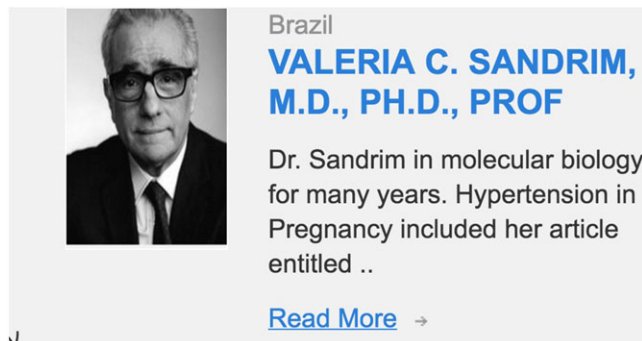 Brazil
VALERIA C. SANDRIM,
M.D., PH.D., PROF
Dr. Sandrim in molecular biology
for many years. Hypertension in
Pregnancy included her article
entitled ..
Read More →